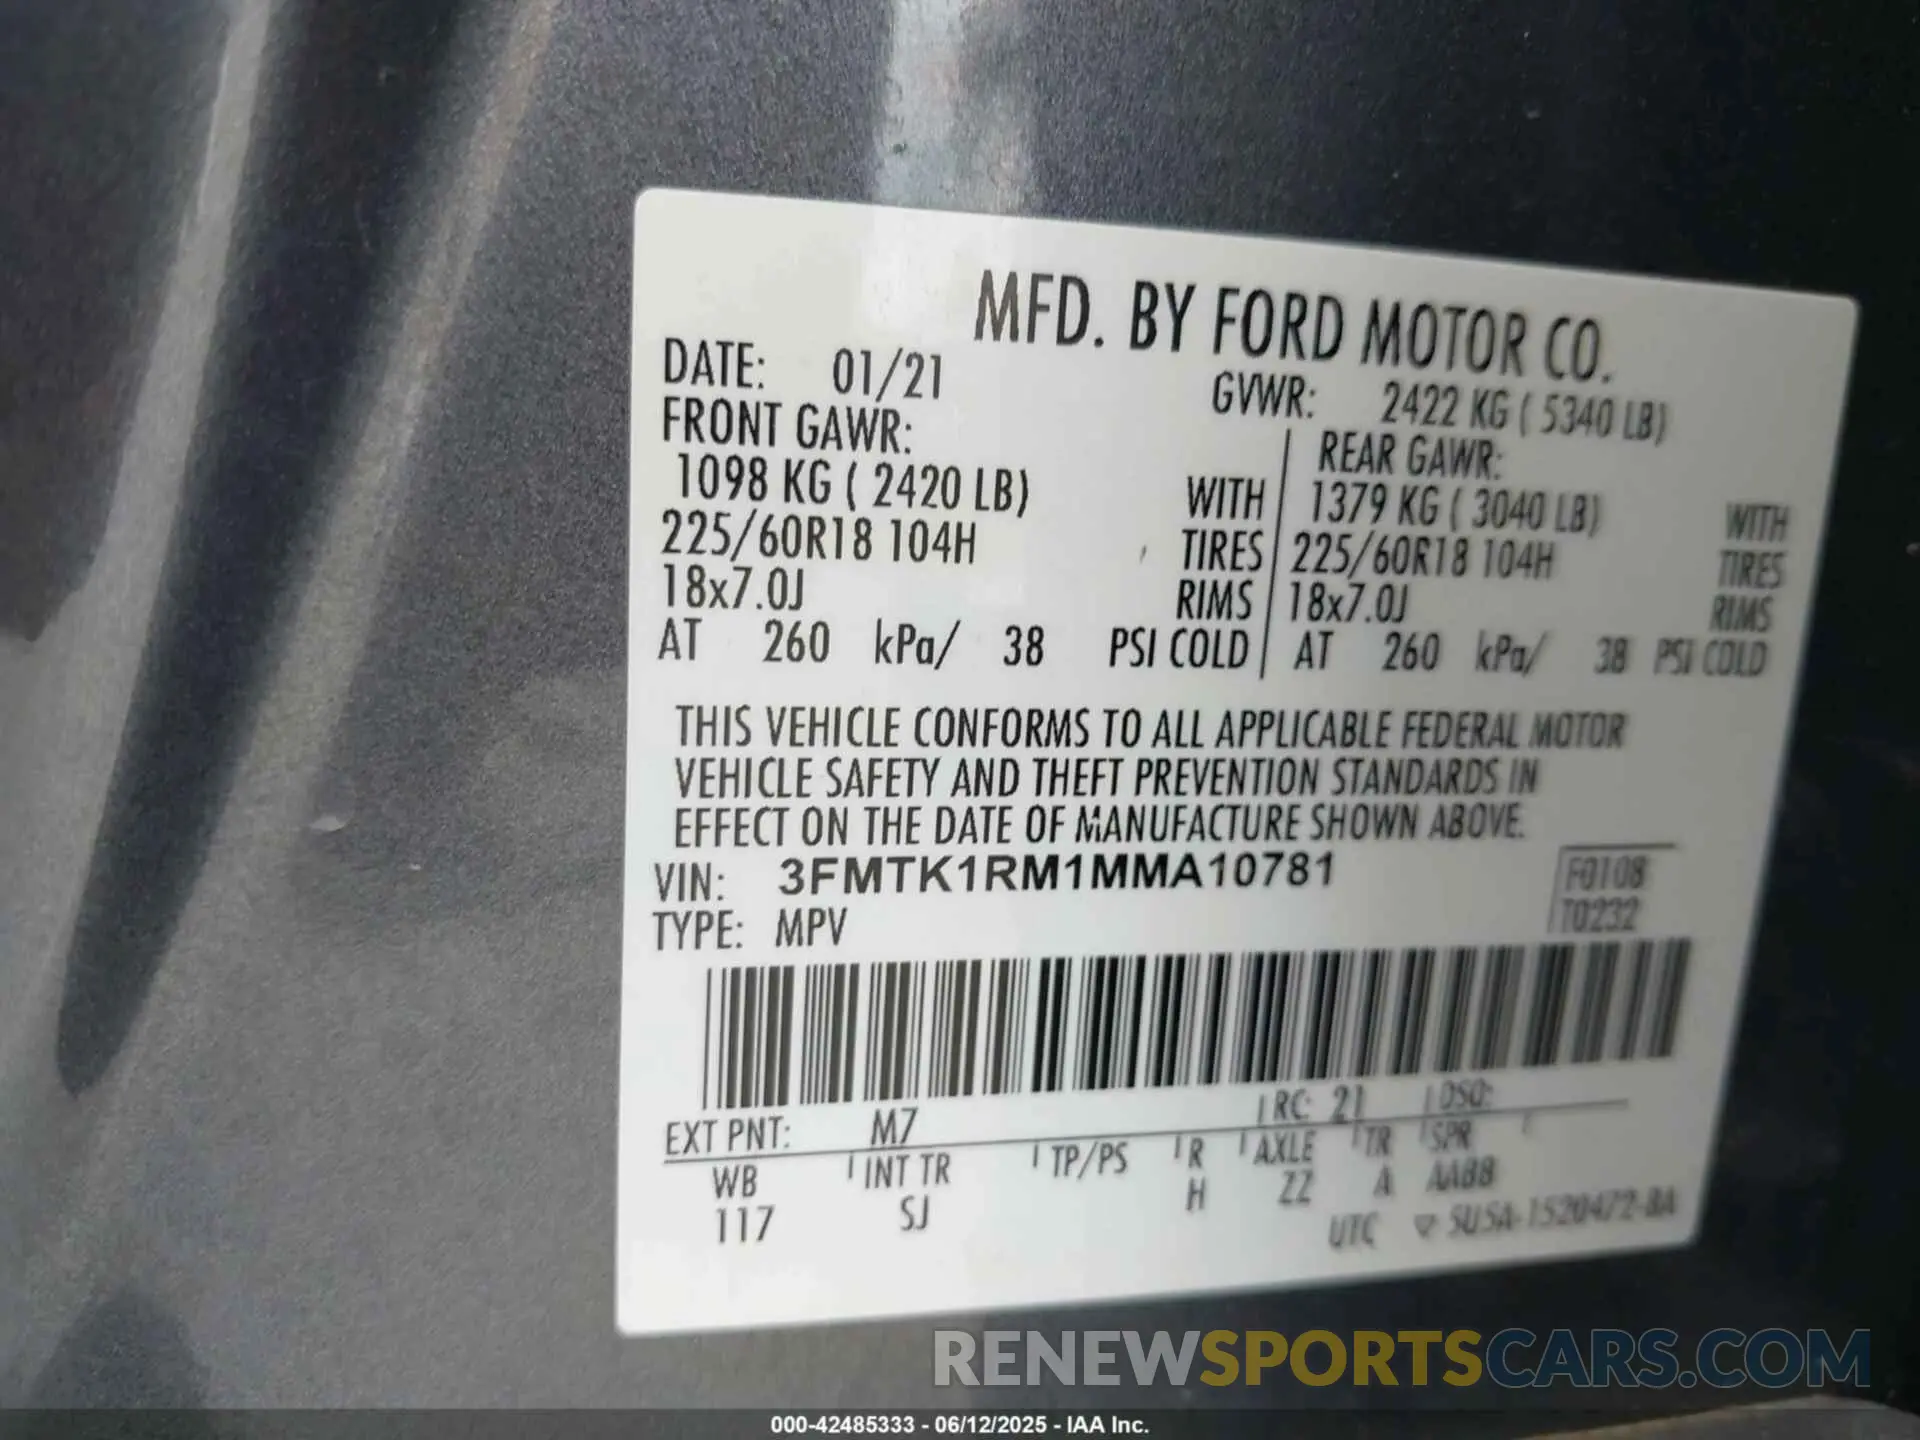 MFD. BY FORD MOTOR CO.
DATE: 01/21 GVWR: 2422 KG ( 5340 LB)
FRONT GAWR: REAR GAWR:
1098 KG ( 2420 LB) WITH 1379 KG ( 3040 LB) WITH
225/60R18 104H TIRES 225/60R18 104H TIRES
18x7.0J RIMS 18x7.0J RIMS
AT 260 kPa/ 38 PSI COLD AT 260 kPa/ 38 PSI COLD
THIS VEHICLE CONFORMS TO ALL APPLICABLE FEDERAL MOTOR
VEHICLE SAFETY AND THEFT PREVENTION STANDARDS IN
EFFECT ON THE DATE OF MANUFACTURE SHOWN ABOVE.
VIN: 3FMTK1RM1MMA10781 F0108
TYPE: MPV T0232
EXT PNT: M7 RC: 21 DSO:
WB INT TR TP/PS R AXLE TR SPR
117 SJ H ZZ A AABB
UTC 5U5A-1520472-BA
RENEWSPORTSCARS.COM
000-42485333 - 06/12/2025 - IAA Inc.